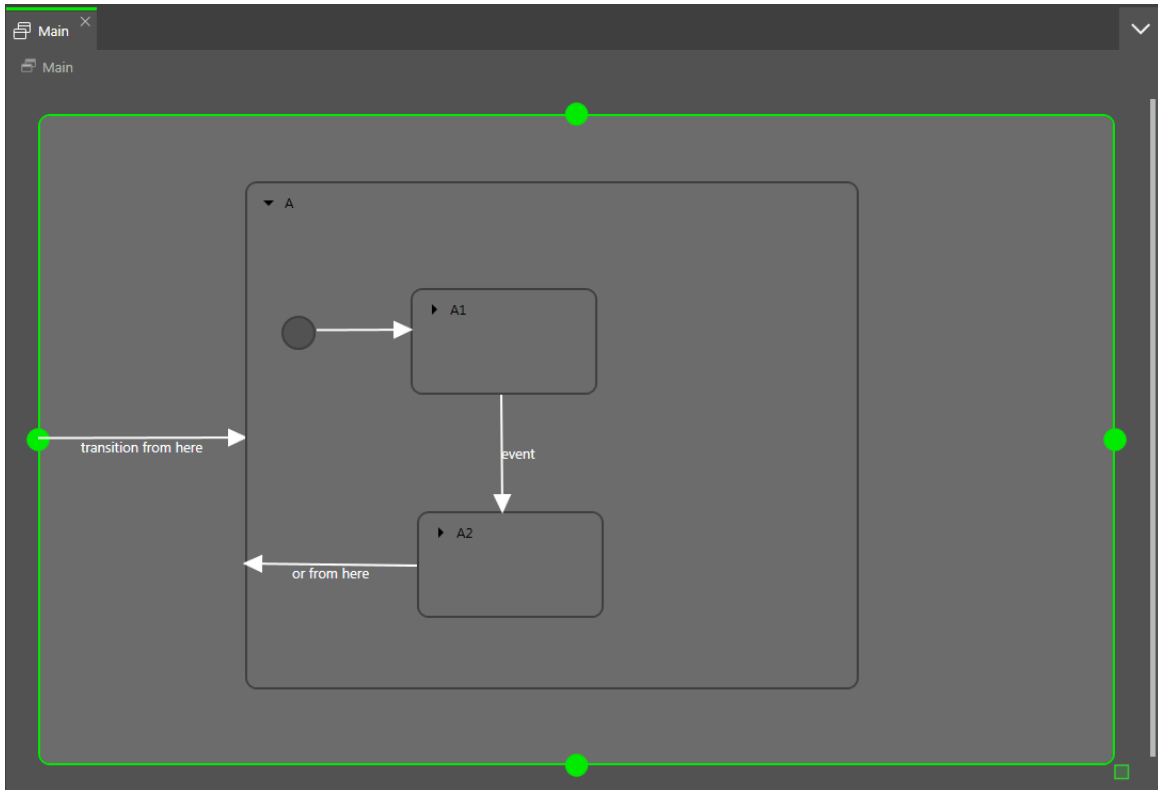 Main
Main
A
A1
transition from here
event
A2
or from here